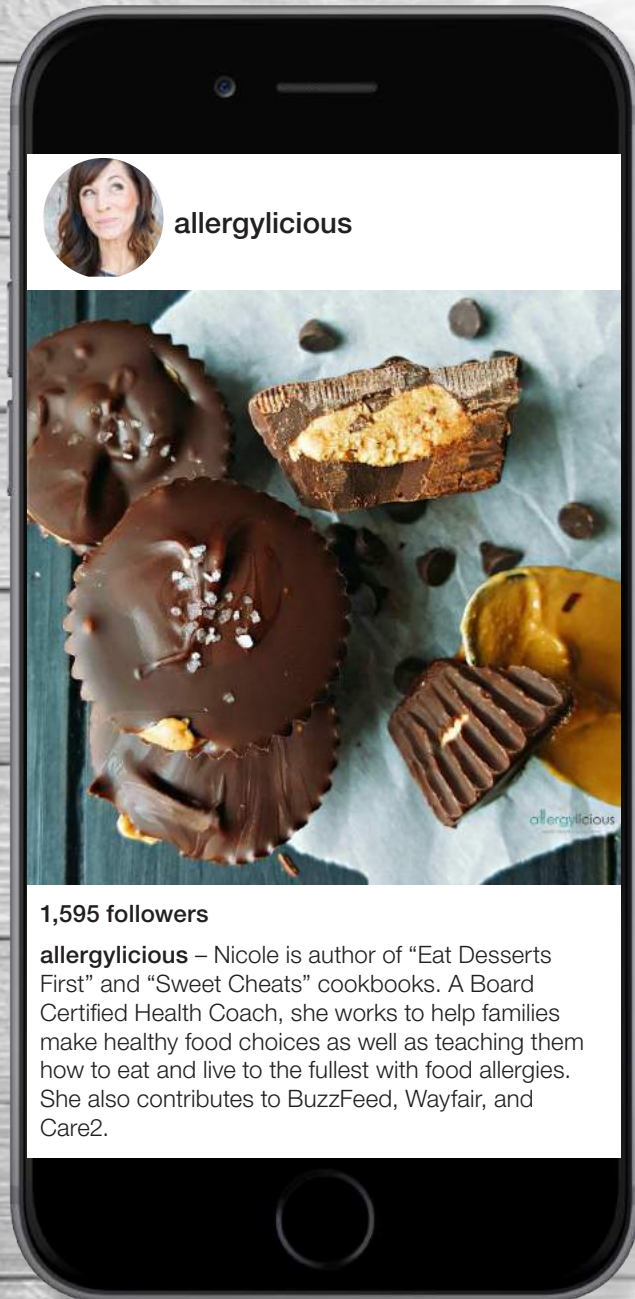 allergylicious
allergylicious
1,595 followers
allergylicious – Nicole is author of “Eat Desserts
First” and “Sweet Cheats” cookbooks. A Board
Certified Health Coach, she works to help families
make healthy food choices as well as teaching them
how to eat and live to the fullest with food allergies.
She also contributes to BuzzFeed, Wayfair, and
Care2.